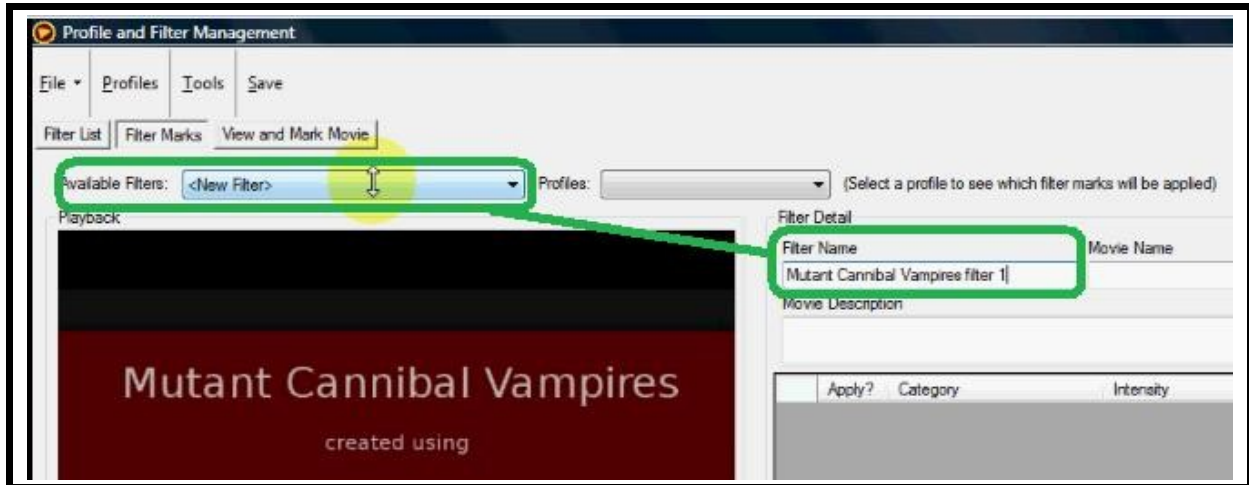 Profile and Filter Management
File Profiles Tools Save
Filter List Filter Marks View and Mark Movie
Available Filters: <New Filter> Profiles: (Select a profile to see which filter marks will be applied)
Playback Filter Detail
Filter Name Movie Name
Mutant Cannibal Vampires filter 1
Movie Description
Mutant Cannibal Vampires
Apply? Category Intensity
created using